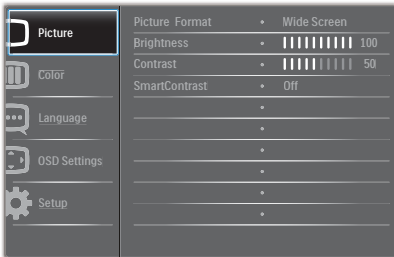 Picture
Color
Language
OSD Settings
Setup
Picture Format • Wide Screen
Brightness • 100
Contrast • 50
SmartContrast • Off
•
•
•
•
•
•